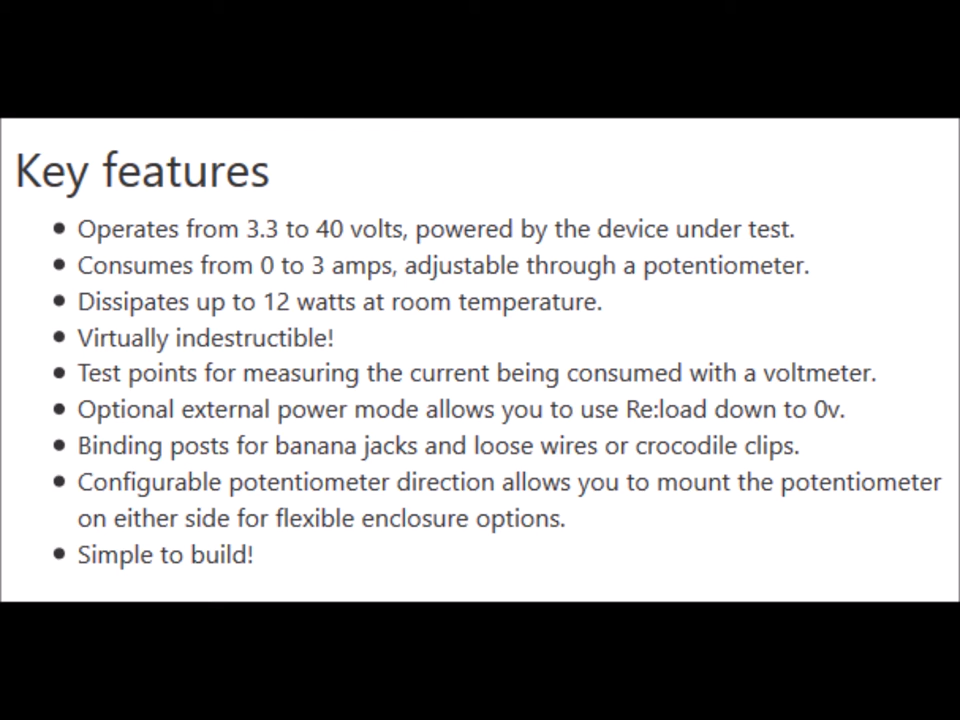 Key features
• Operates from 3.3 to 40 volts, powered by the device under test.
• Consumes from 0 to 3 amps, adjustable through a potentiometer.
• Dissipates up to 12 watts at room temperature.
• Virtually indestructible!
• Test points for measuring the current being consumed with a voltmeter.
• Optional external power mode allows you to use Re:load down to 0v.
• Binding posts for banana jacks and loose wires or crocodile clips.
• Configurable potentiometer direction allows you to mount the potentiometer
on either side for flexible enclosure options.
• Simple to build!